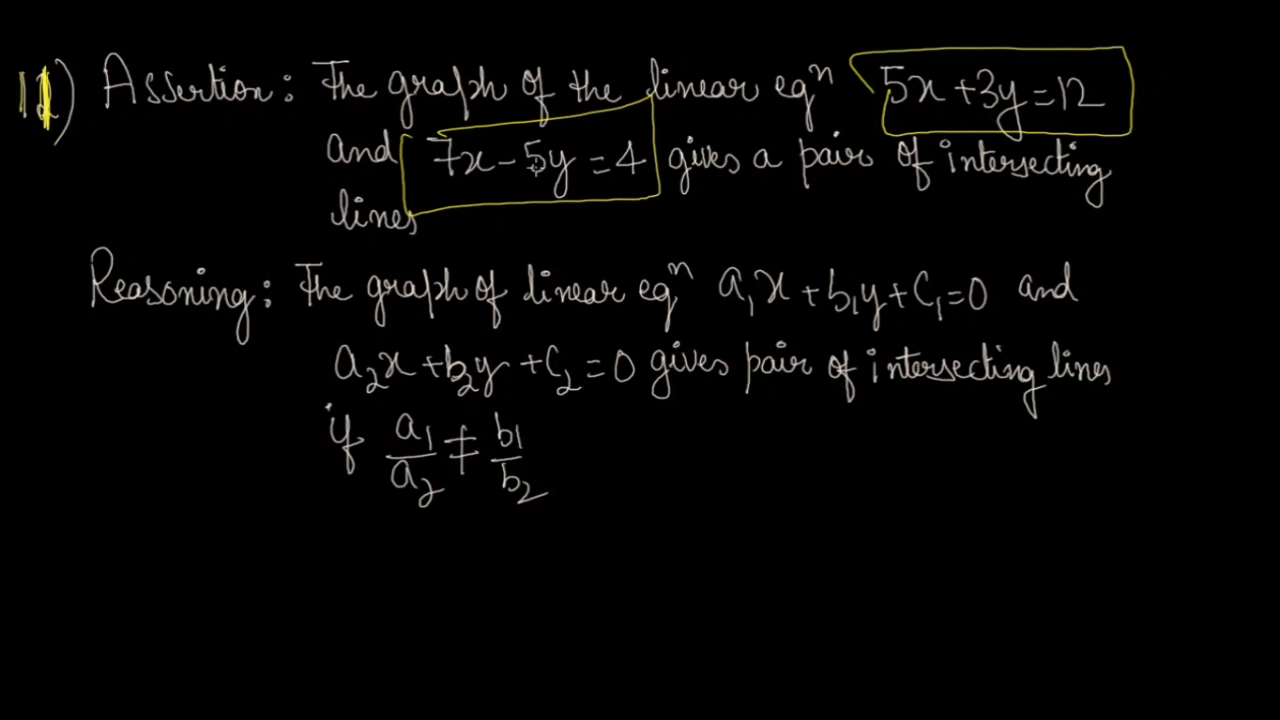 11) Assertion: The graph of the linear eqⁿ 5x+3y=12
and 7x-5y=4 gives a pair of intersecting
lines
Reasoning: The graph of linear eqⁿ a₁x+b₁y+c₁=0 and
a₂x+b₂y+c₂=0 gives pair of intersecting lines
if a₁/a₂ ≠ b₁/b₂